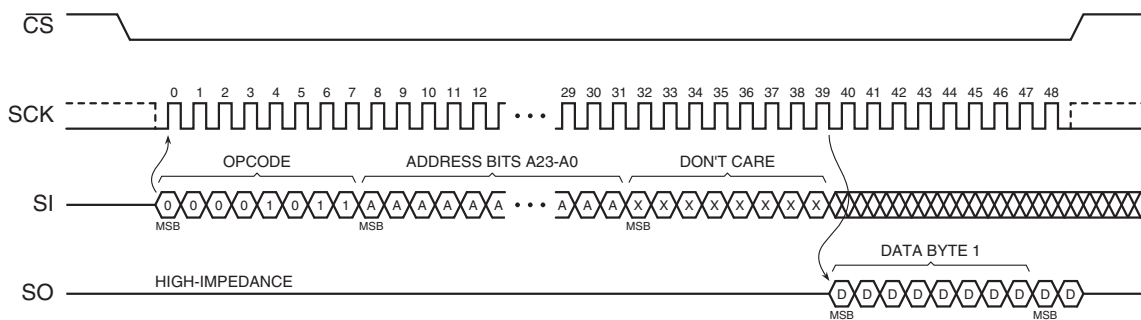 CS
SCK
0 1 2 3 4 5 6 7 8 9 10 11 12 29 30 31 32 33 34 35 36 37 38 39 40 41 42 43 44 45 46 47 48
OPCODE ADDRESS BITS A23-A0 DON'T CARE
SI
0 0 0 0 1 0 1 1 A A A A A A A A A X X X X X X X X
MSB MSB MSB
DATA BYTE 1
HIGH-IMPEDANCE
SO
D D D D D D D D D D
MSB MSB